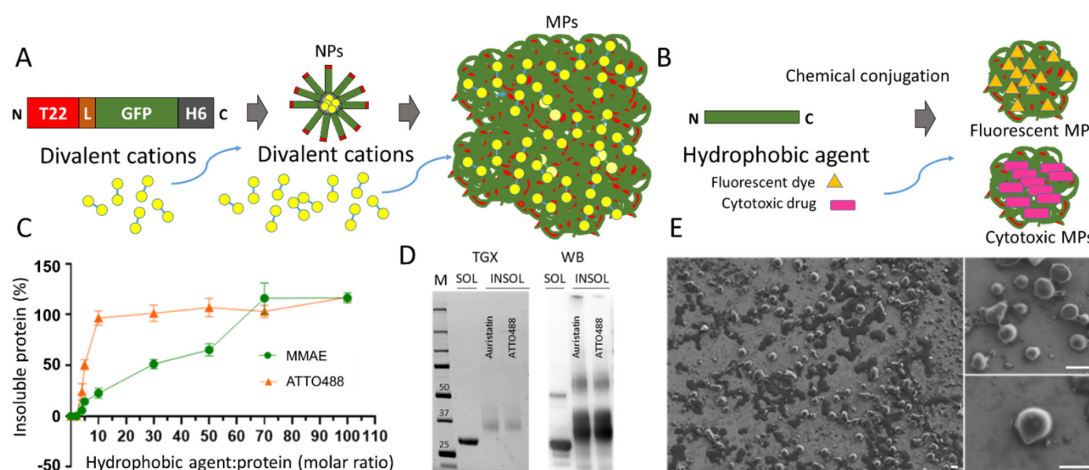 A
NPs
MPs
N T22 L GFP H6 C
Divalent cations
Divalent cations
B
Chemical conjugation
N C
Hydrophobic agent
Fluorescent dye
Cytotoxic drug
Fluorescent MP
Cytotoxic MPs
C
Insoluble protein (%)
150
100
50
0
-50
10 20 30 40 50 60 70 80 90 100 110
MMAE
ATTO488
Hydrophobic agent:protein (molar ratio)
D
TGX WB
M SOL INSOL SOL INSOL
Auristatin ATTO488 Auristatin ATTO488
50
37
25
E